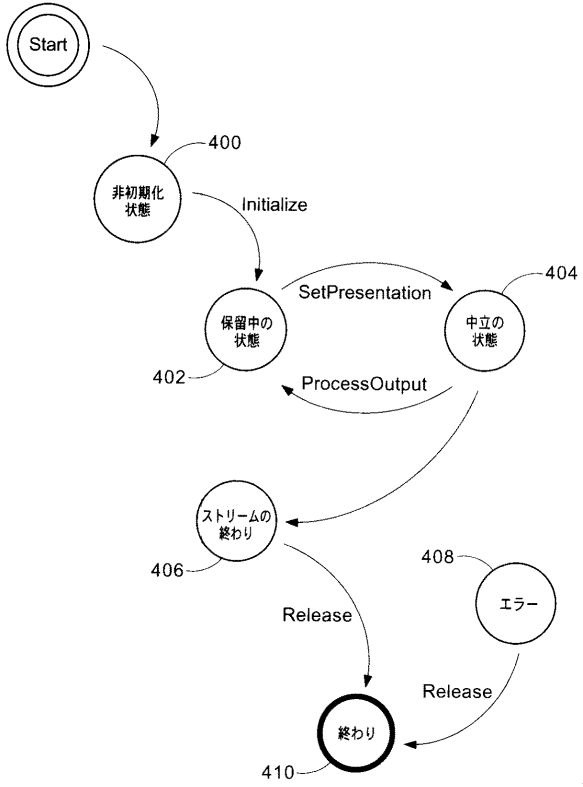 Start
400
非初期化
状態
Initialize
404
SetPresentation
保留中の
状態
中立の
状態
402
ProcessOutput
ストリームの
終わり
406
408
エラー
Release
Release
終わり
410